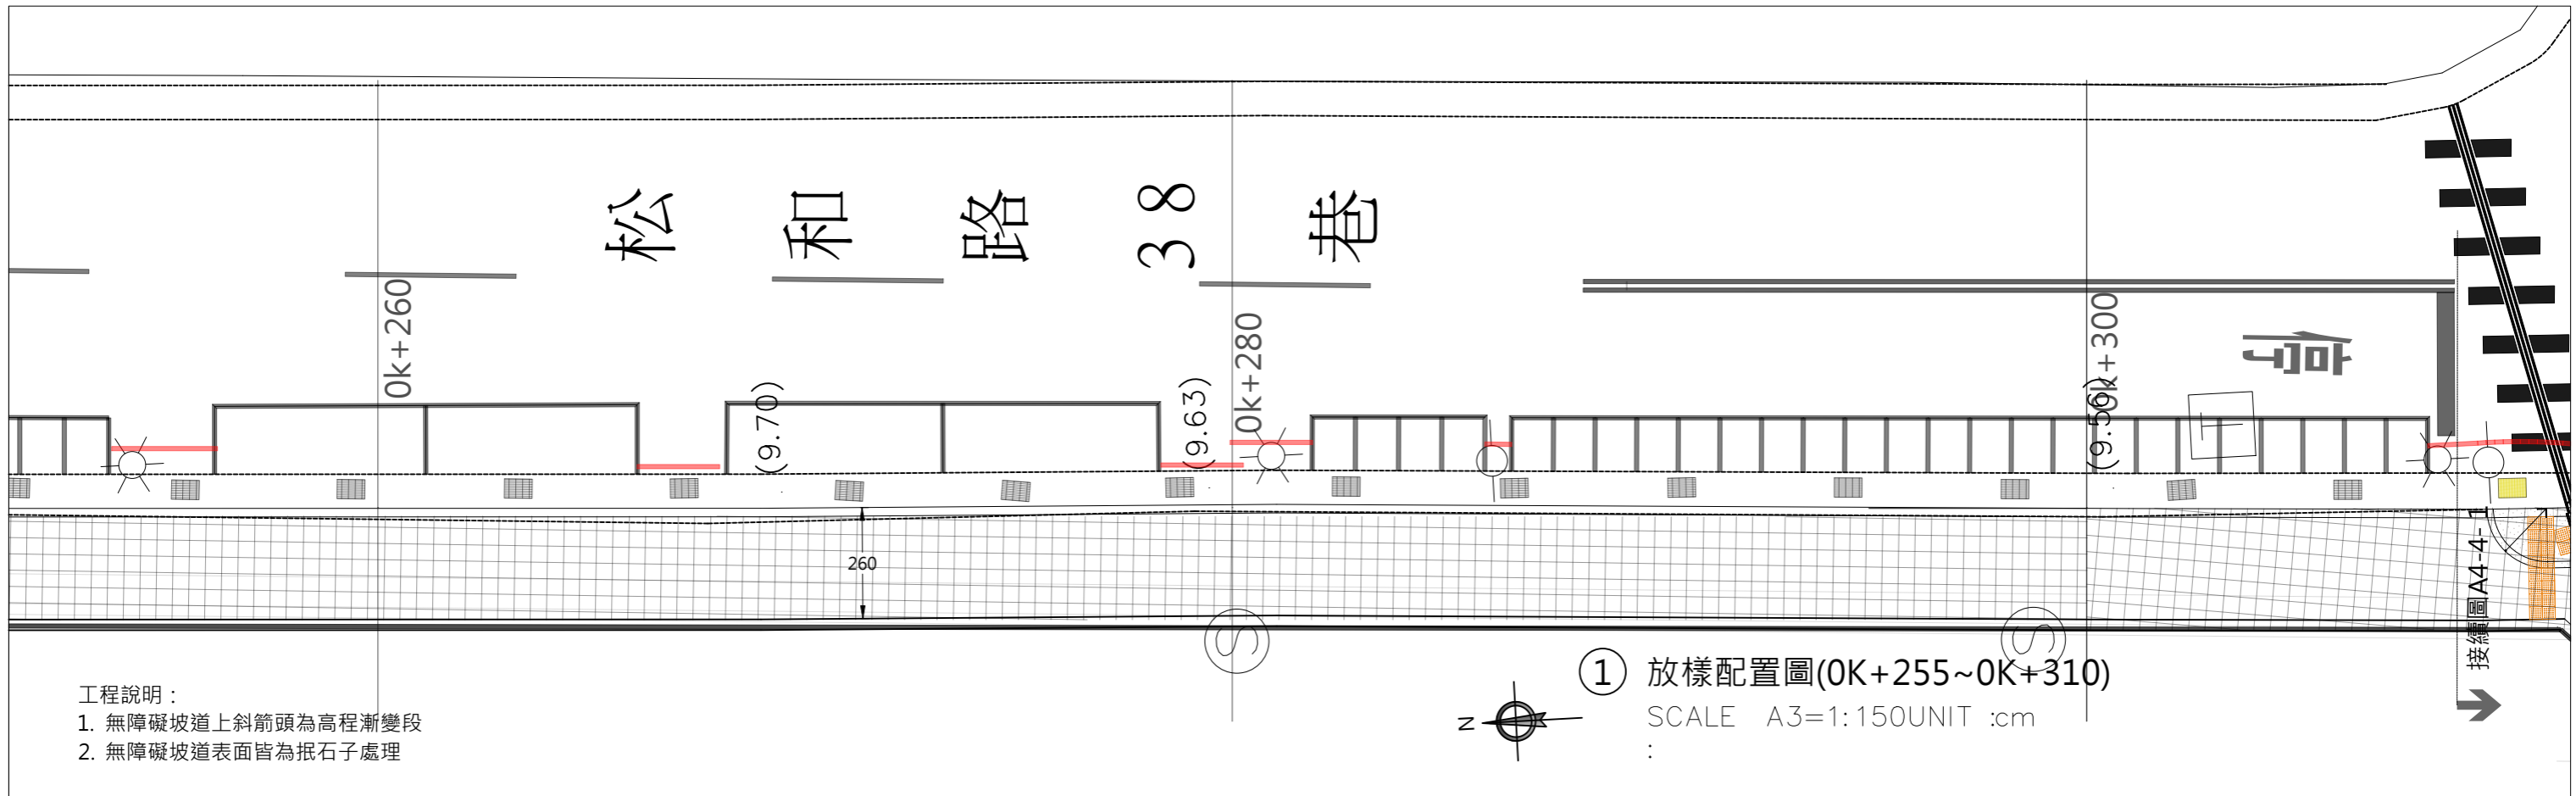 松和路38巷
0k+260
0k+280
0k+300
(9.70)
(9.63)
(9.56)
停
260
S
S
接續圖A4-4-1
1 放樣配置圖(0K+255~0K+310)
SCALE A3=1:150UNIT :cm
:
N
工程說明：
1. 無障礙坡道上斜箭頭為高程漸變段
2. 無障礙坡道表面皆為抿石子處理